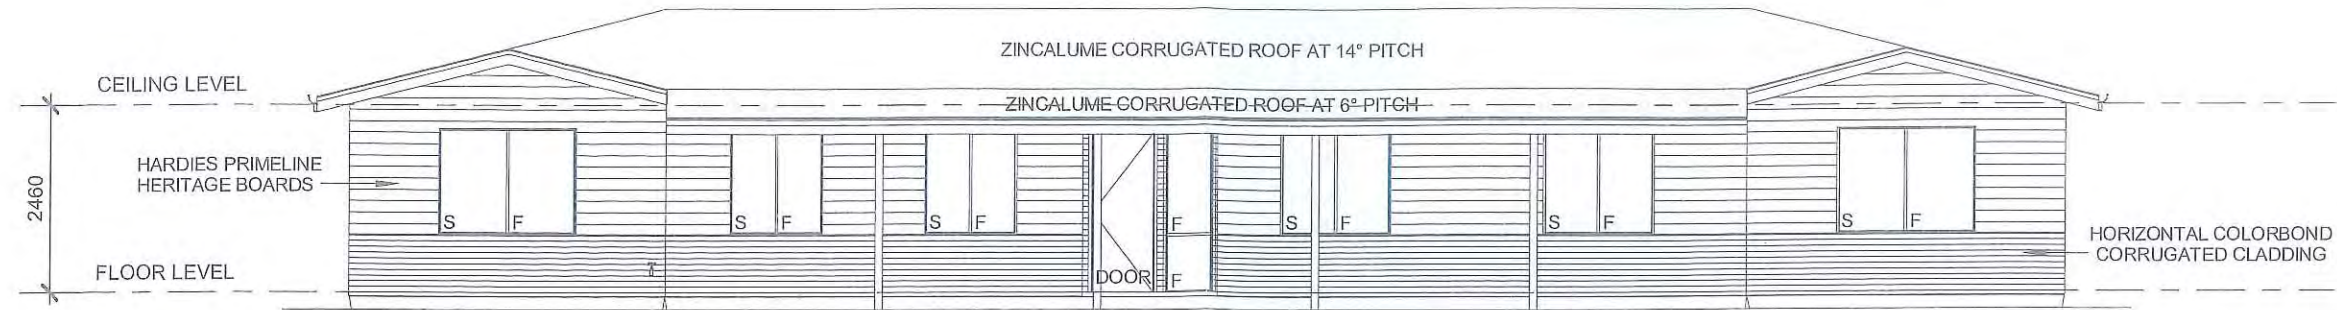 ZINCALUME CORRUGATED ROOF AT 14° PITCH
CEILING LEVEL
ZINCALUME CORRUGATED ROOF AT 6° PITCH
HARDIES PRIMELINE
HERITAGE BOARDS
2460
S F
S F
S F
F
S F
S F
S F
HORIZONTAL COLORBOND
CORRUGATED CLADDING
FLOOR LEVEL
DOOR
F